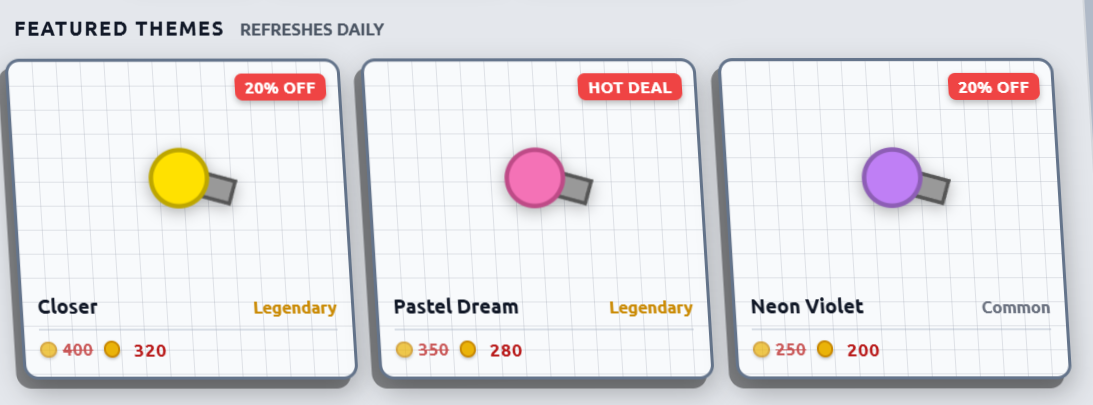 FEATURED THEMES REFRESHES DAILY
20% OFF
Closer Legendary
400 320
HOT DEAL
Pastel Dream Legendary
350 280
20% OFF
Neon Violet Common
250 200